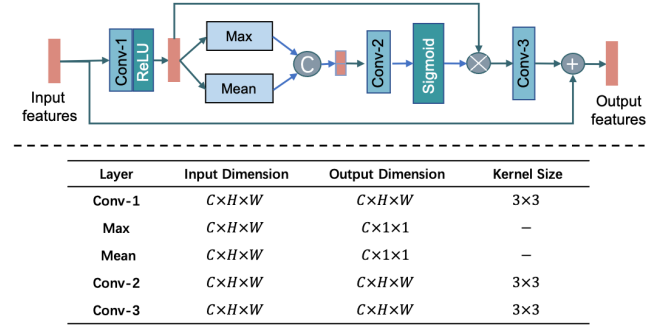 Input
features
Conv-1
ReLU
Max
Mean
C
Conv-2
Sigmoid
×
Conv-3
+
Output
features
Layer Input Dimension Output Dimension Kernel Size
Conv-1 C×H×W C×H×W 3×3
Max C×H×W C×1×1 −
Mean C×H×W C×1×1 −
Conv-2 C×H×W C×H×W 3×3
Conv-3 C×H×W C×H×W 3×3